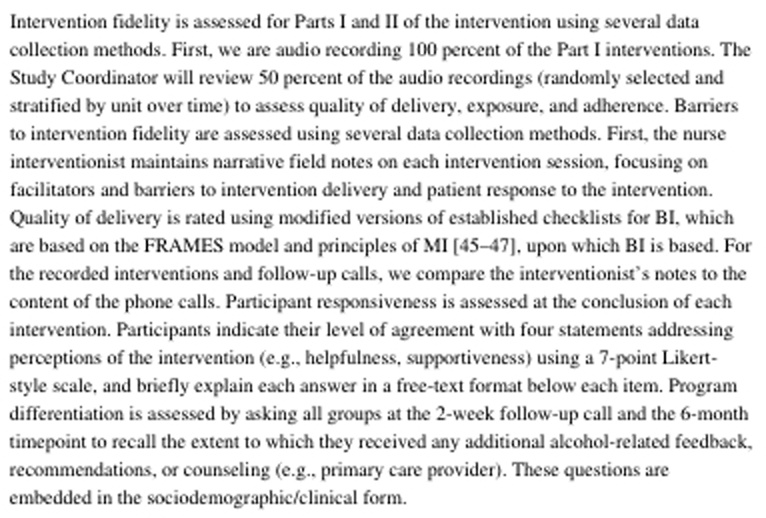 Intervention fidelity is assessed for Parts I and II of the intervention using several data
collection methods. First, we are audio recording 100 percent of the Part I interventions. The
Study Coordinator will review 50 percent of the audio recordings (randomly selected and
stratified by unit over time) to assess quality of delivery, exposure, and adherence. Barriers
to intervention fidelity are assessed using several data collection methods. First, the nurse
interventionist maintains narrative field notes on each intervention session, focusing on
facilitators and barriers to intervention delivery and patient response to the intervention.
Quality of delivery is rated using modified versions of established checklists for BI, which
are based on the FRAMES model and principles of MI [45–47], upon which BI is based. For
the recorded interventions and follow-up calls, we compare the interventionist's notes to the
content of the phone calls. Participant responsiveness is assessed at the conclusion of each
intervention. Participants indicate their level of agreement with four statements addressing
perceptions of the intervention (e.g., helpfulness, supportiveness) using a 7-point Likert-
style scale, and briefly explain each answer in a free-text format below each item. Program
differentiation is assessed by asking all groups at the 2-week follow-up call and the 6-month
timepoint to recall the extent to which they received any additional alcohol-related feedback,
recommendations, or counseling (e.g., primary care provider). These questions are
embedded in the sociodemographic/clinical form.